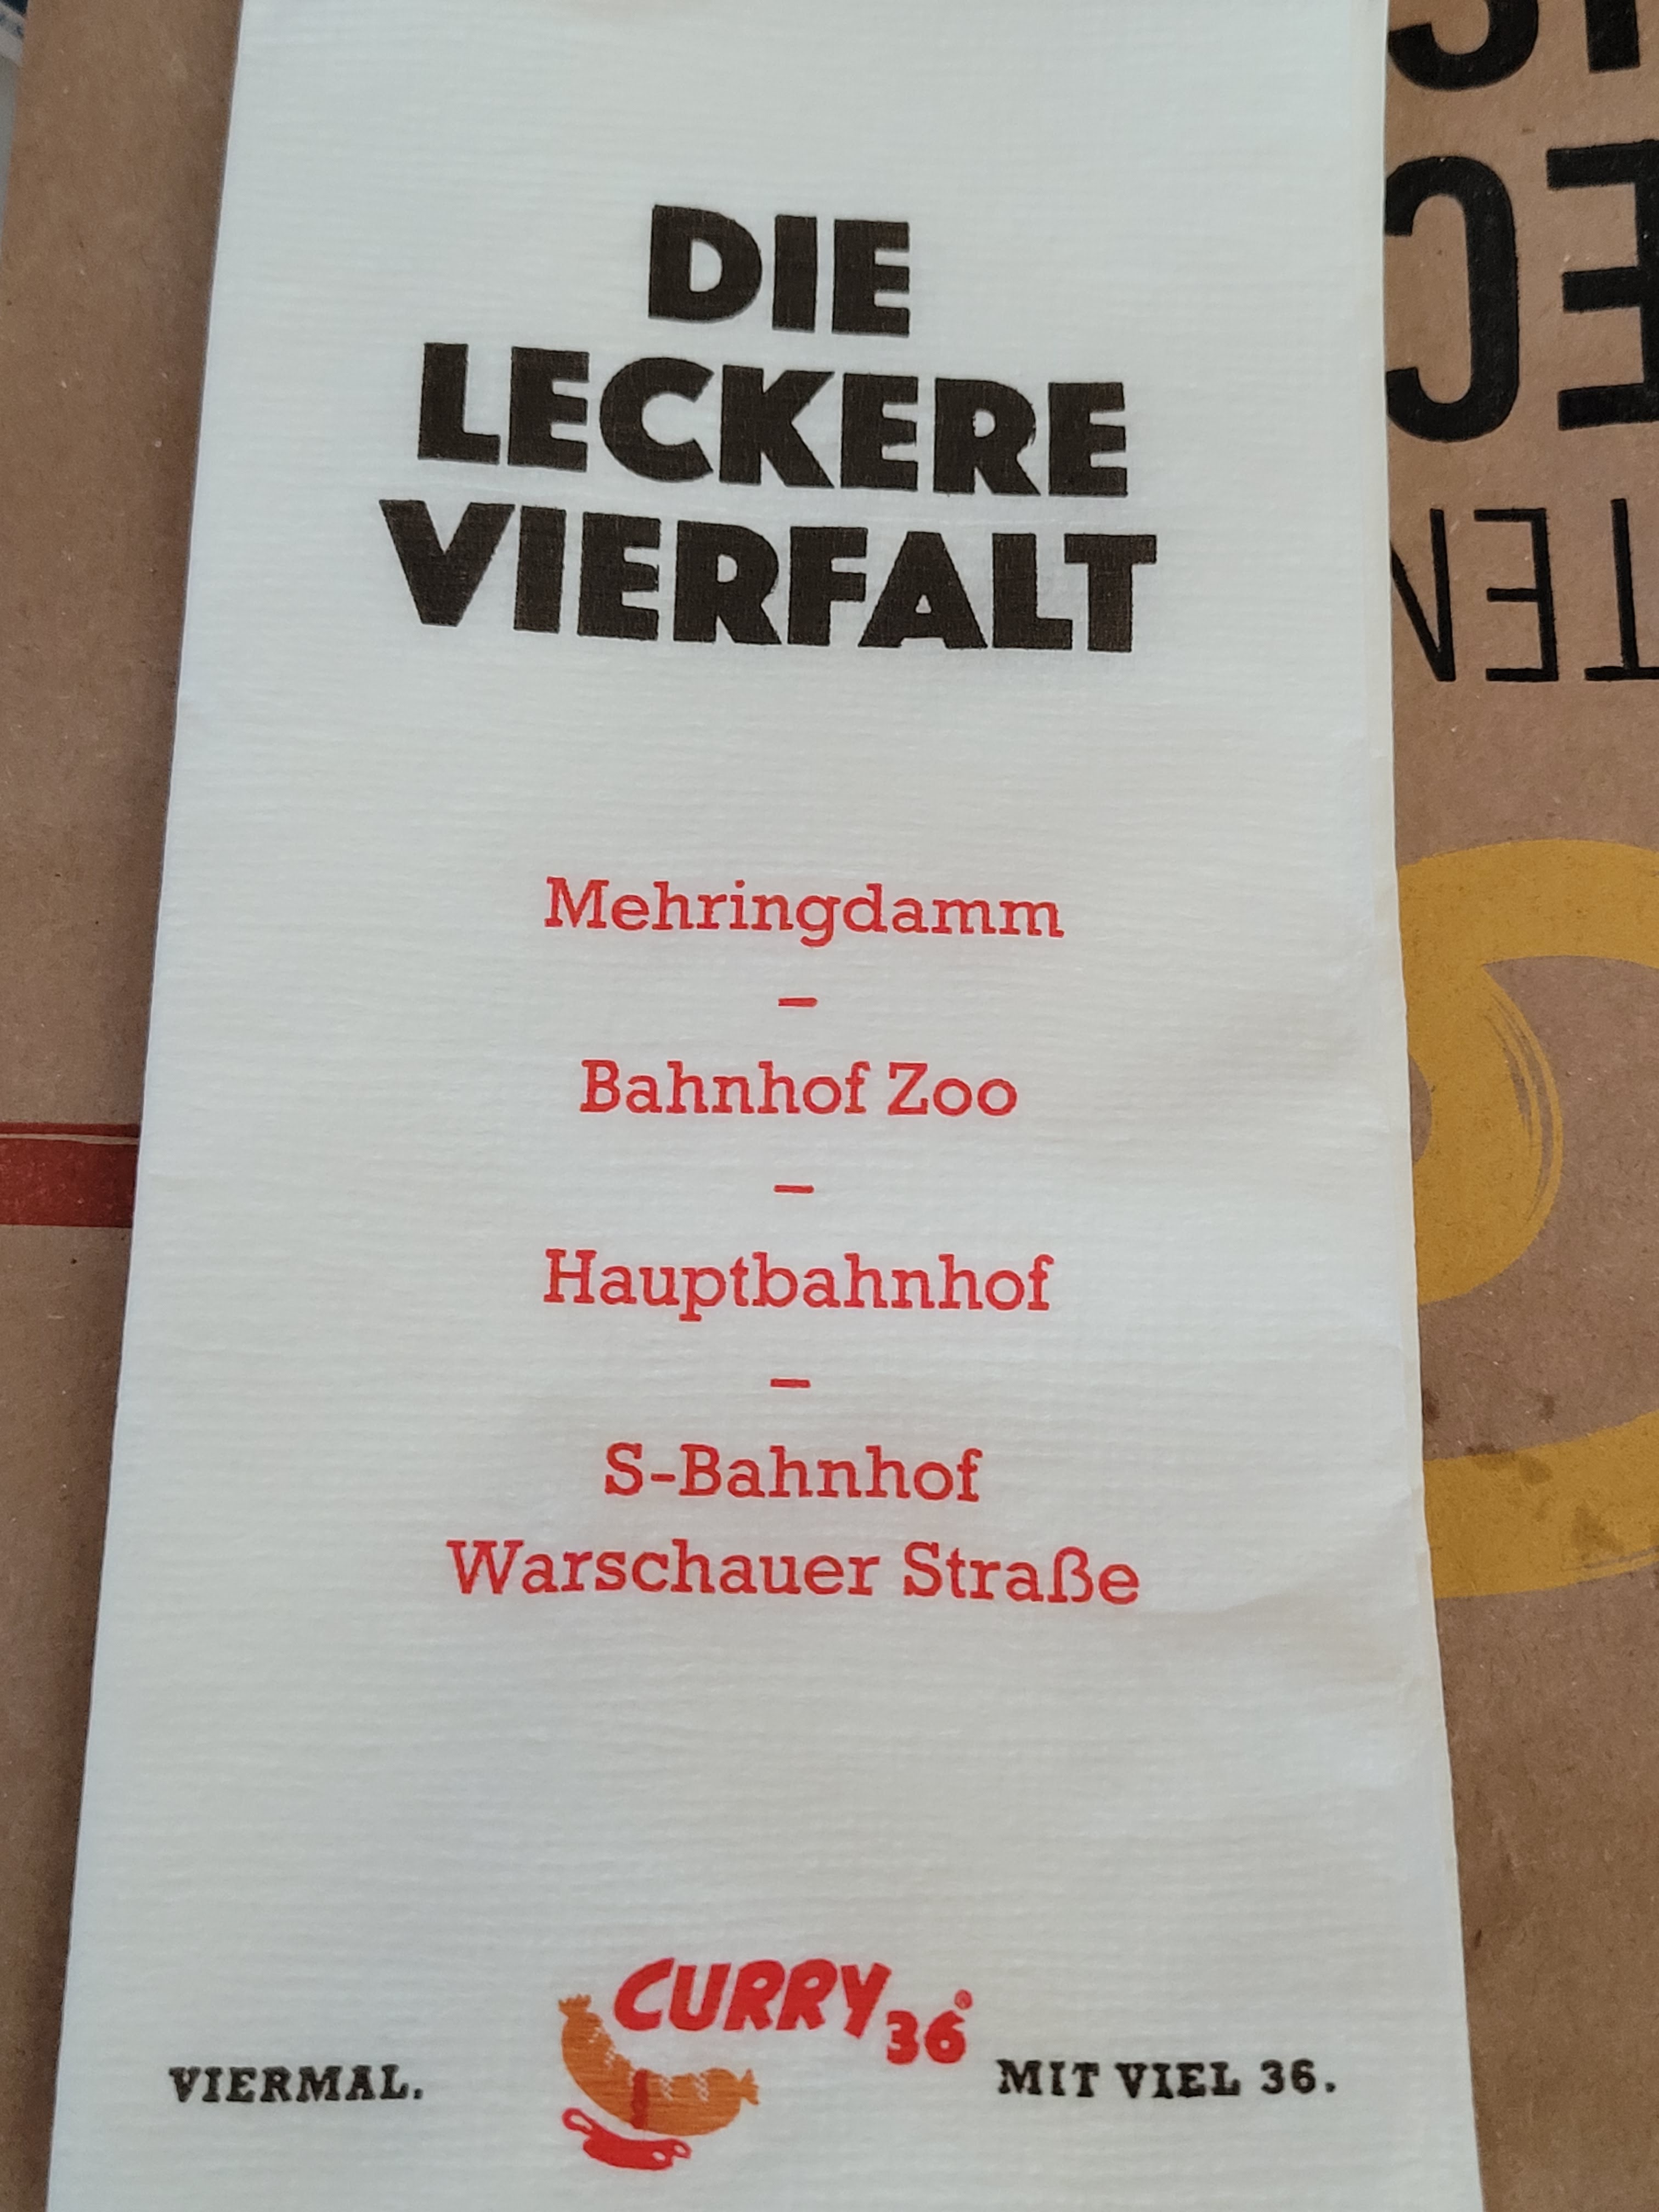 DIE
LECKERE
VIERFALT
Mehringdamm
–
Bahnhof Zoo
–
Hauptbahnhof
–
S-Bahnhof
Warschauer Straße
VIERMAL.
CURRY 36®
MIT VIEL 36.